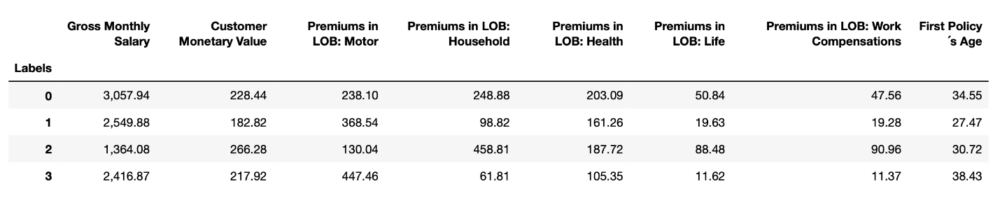 Gross Monthly Salary Customer Monetary Value Premiums in LOB: Motor Premiums in LOB: Household Premiums in LOB: Health Premiums in LOB: Life Premiums in LOB: Work Compensations First Policy ´s Age
Labels
0 3,057.94 228.44 238.10 248.88 203.09 50.84 47.56 34.55
1 2,549.88 182.82 368.54 98.82 161.26 19.63 19.28 27.47
2 1,364.08 266.28 130.04 458.81 187.72 88.48 90.96 30.72
3 2,416.87 217.92 447.46 61.81 105.35 11.62 11.37 38.43